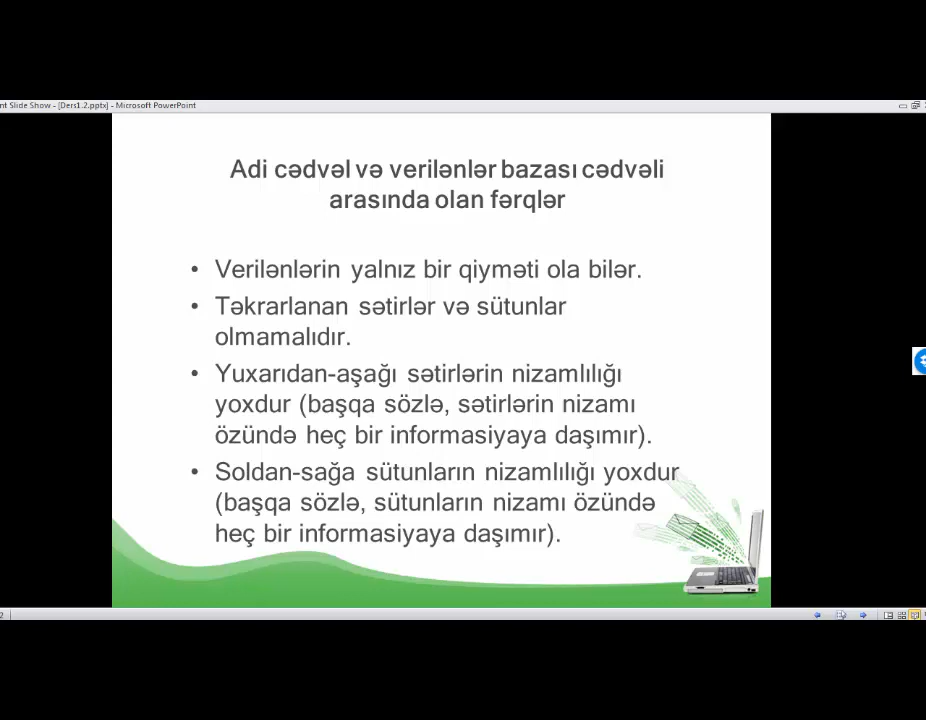 nt Slide Show - [Ders1.2.pptx] - Microsoft PowerPoint
Adi cədvəl və verilənlər bazası cədvəli
arasında olan fərqlər
• Verilənlərin yalnız bir qiyməti ola bilər.
• Təkrarlanan sətirlər və sütunlar
olmamalıdır.
• Yuxarıdan-aşağı sətirlərin nizamlılığı
yoxdur (başqa sözlə, sətirlərin nizamı
özündə heç bir informasiyaya daşımır).
• Soldan-sağa sütunların nizamlılığı yoxdur
(başqa sözlə, sütunların nizamı özündə
heç bir informasiyaya daşımır).
2